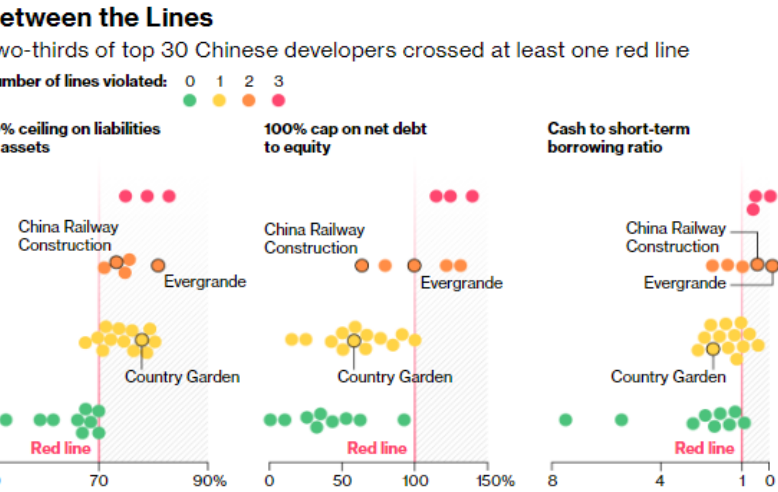 etween the Lines
wo-thirds of top 30 Chinese developers crossed at least one red line
mber of lines violated: 0 1 2 3
% ceiling on liabilities
assets
100% cap on net debt
to equity
Cash to short-term
borrowing ratio
China Railway
Construction
Evergrande
Country Garden
Red line
70 90%
China Railway
Construction
Evergrande
Country Garden
Red line
0 50 100 150%
China Railway
Construction
Evergrande
Country Garden
Red line
8 4 1 0